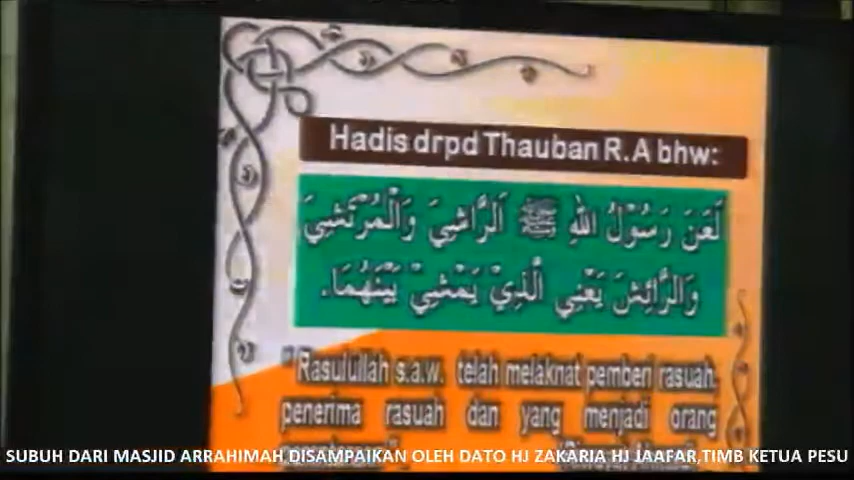 Hadis drpd Thauban R.A bhw:
لَعَنَ رَسُوْلُ اللهِ ﷺ اَلرَّاشِيَ وَالْمُرْتَشِيَ
وَالرَّائِشَ يَعْنِي الَّذِيْ يَمْشِيْ بَيْنَهُمَا.
"Rasulullah s.a.w. telah melaknat pemberi rasuah,
penerima rasuah dan yang menjadi orang
SUBUH DARI MASJID ARRAHIMAH DISAMPAIKAN OLEH DATO HJ ZAKARIA HJ JAAFAR,TIMB KETUA PESU